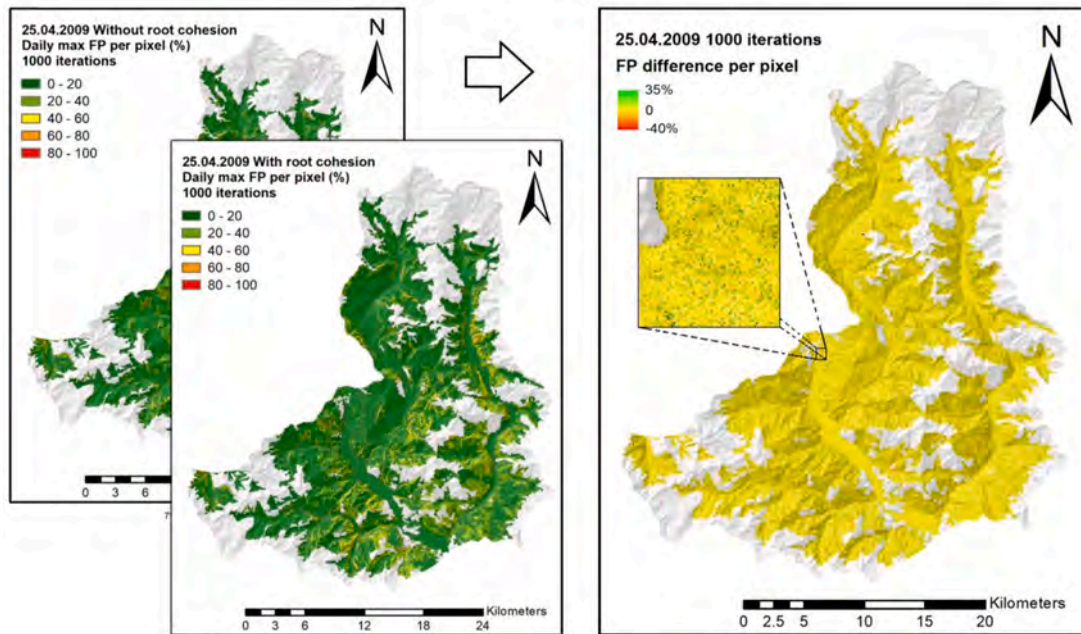 25.04.2009 Without root cohesion
Daily max FP per pixel (%)
1000 iterations
0 - 20
20 - 40
40 - 60
60 - 80
80 - 100
0 3 6
25.04.2009 With root cohesion
Daily max FP per pixel (%)
1000 iterations
N
0 - 20
20 - 40
40 - 60
60 - 80
80 - 100
Kilometers
0 3 6 12 18 24
N
25.04.2009 1000 iterations
FP difference per pixel
35%
0
-40%
N
Kilometers
0 2.5 5 10 15 20